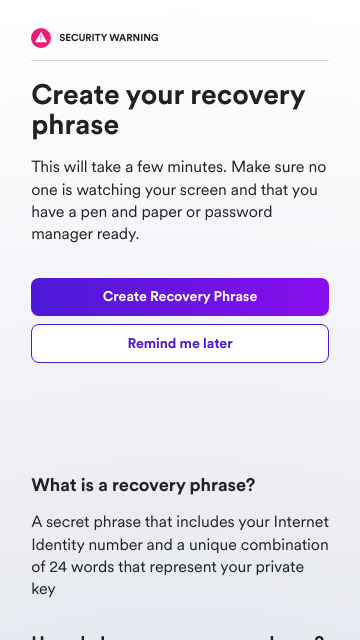 SECURITY WARNING
Create your recovery
phrase
This will take a few minutes. Make sure no
one is watching your screen and that you
have a pen and paper or password
manager ready.
Create Recovery Phrase
Remind me later
What is a recovery phrase?
A secret phrase that includes your Internet
Identity number and a unique combination
of 24 words that represent your private
key